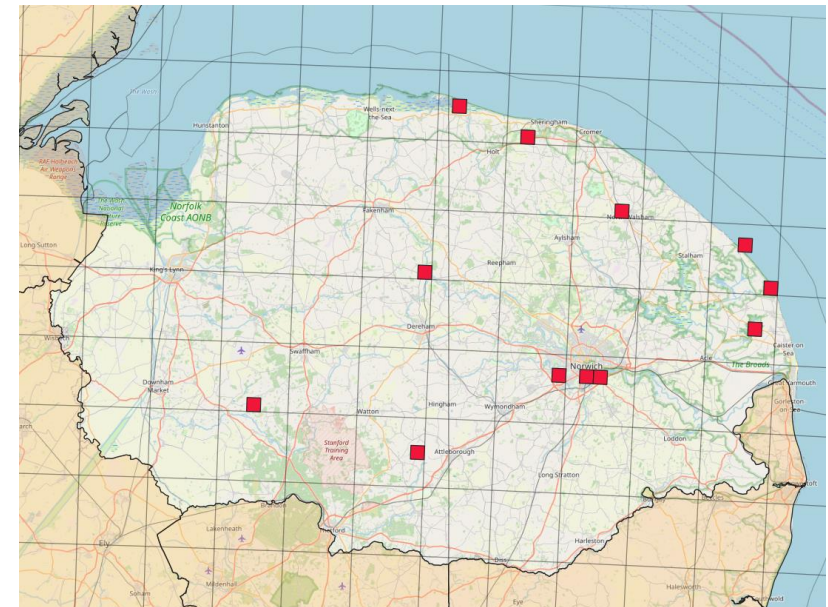 The Wash
Wells-next-
the-Sea
Sheringham
Cromer
Hunstanton
Holt
RAF Holbeach
Air Weapons
Range
The Wash
National
Nature
Reserve
Norfolk
Coast AONB
North Walsham
Fakenham
Aylsham
Long Sutton
Stalham
Reepham
King's Lynn
Dereham
Wisbech
Swaffham
Acle
Caister-on-
Sea
The Broads
Norwich
Great Yarmouth
Downham
Market
Gorleston
-on-Sea
Hingham
Wymondham
Watton
Loddon
Stanford
Training
Area
Attleborough
Long Stratton
Brandon
Thetford
Lakenheath
Harleston
Ely
Diss
Mildenhall
Halesworth
Soham
Eye
Southwold